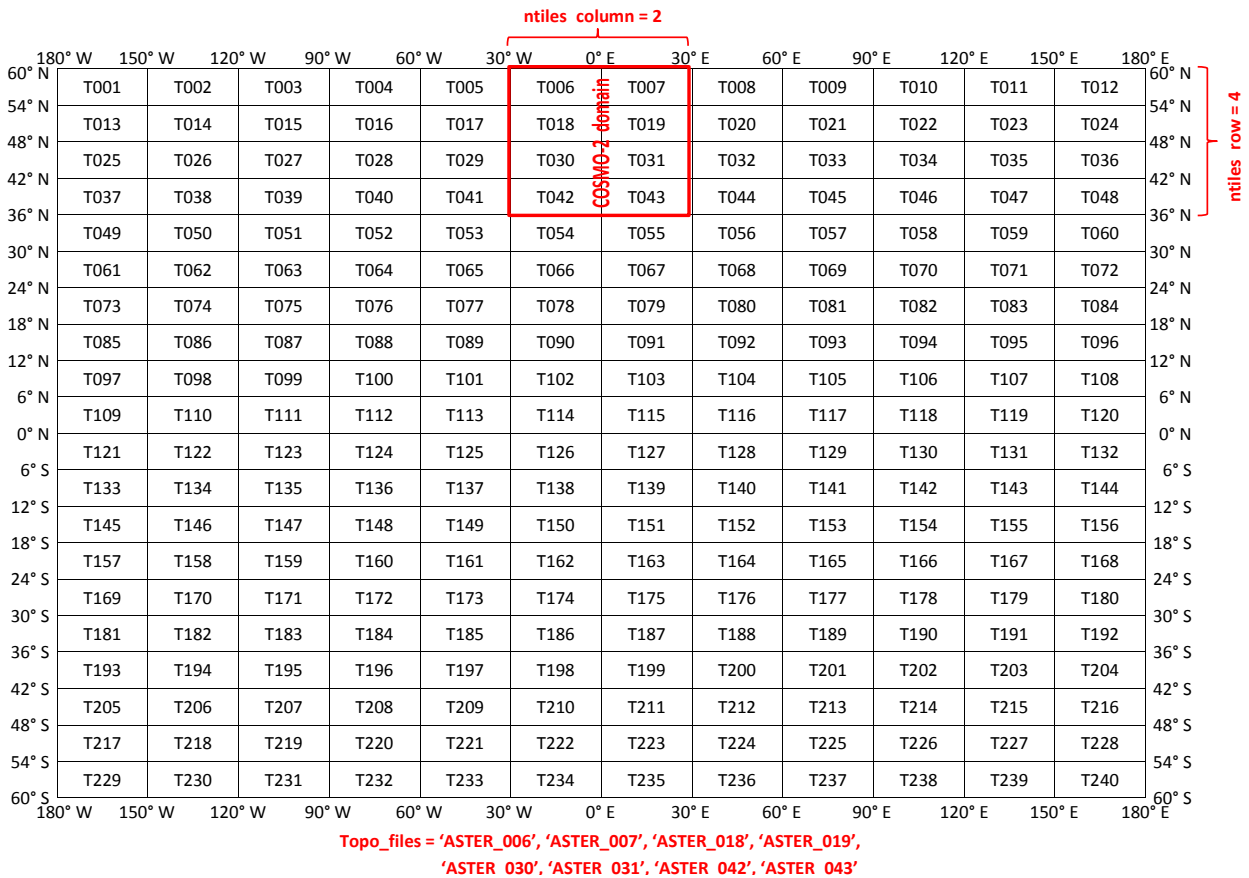 ntiles column = 2
180° W 150° W 120° W 90° W 60° W 30° W 0° E 30° E 60° E 90° E 120° E 150° E 180° E
60° N 60° N
T001 T002 T003 T004 T005 T006 T007 T008 T009 T010 T011 T012
54° N 54° N
T013 T014 T015 T016 T017 T018 T019 T020 T021 T022 T023 T024
48° N 48° N
T025 T026 T027 T028 T029 T030 T031 T032 T033 T034 T035 T036
42° N 42° N
T037 T038 T039 T040 T041 T042 T043 T044 T045 T046 T047 T048
36° N 36° N
COSMO-2 domain
ntiles row = 4
T049 T050 T051 T052 T053 T054 T055 T056 T057 T058 T059 T060
30° N 30° N
T061 T062 T063 T064 T065 T066 T067 T068 T069 T070 T071 T072
24° N 24° N
T073 T074 T075 T076 T077 T078 T079 T080 T081 T082 T083 T084
18° N 18° N
T085 T086 T087 T088 T089 T090 T091 T092 T093 T094 T095 T096
12° N 12° N
T097 T098 T099 T100 T101 T102 T103 T104 T105 T106 T107 T108
6° N 6° N
T109 T110 T111 T112 T113 T114 T115 T116 T117 T118 T119 T120
0° N 0° N
T121 T122 T123 T124 T125 T126 T127 T128 T129 T130 T131 T132
6° S 6° S
T133 T134 T135 T136 T137 T138 T139 T140 T141 T142 T143 T144
12° S 12° S
T145 T146 T147 T148 T149 T150 T151 T152 T153 T154 T155 T156
18° S 18° S
T157 T158 T159 T160 T161 T162 T163 T164 T165 T166 T167 T168
24° S 24° S
T169 T170 T171 T172 T173 T174 T175 T176 T177 T178 T179 T180
30° S 30° S
T181 T182 T183 T184 T185 T186 T187 T188 T189 T190 T191 T192
36° S 36° S
T193 T194 T195 T196 T197 T198 T199 T200 T201 T202 T203 T204
42° S 42° S
T205 T206 T207 T208 T209 T210 T211 T212 T213 T214 T215 T216
48° S 48° S
T217 T218 T219 T220 T221 T222 T223 T224 T225 T226 T227 T228
54° S 54° S
T229 T230 T231 T232 T233 T234 T235 T236 T237 T238 T239 T240
60° S 60° S
180° W 150° W 120° W 90° W 60° W 30° W 0° E 30° E 60° E 90° E 120° E 150° E 180° E
Topo_files = ‘ASTER_006’, ‘ASTER_007’, ‘ASTER_018’, ‘ASTER_019’,
‘ASTER 030’, ‘ASTER 031’, ‘ASTER 042’, ‘ASTER 043’